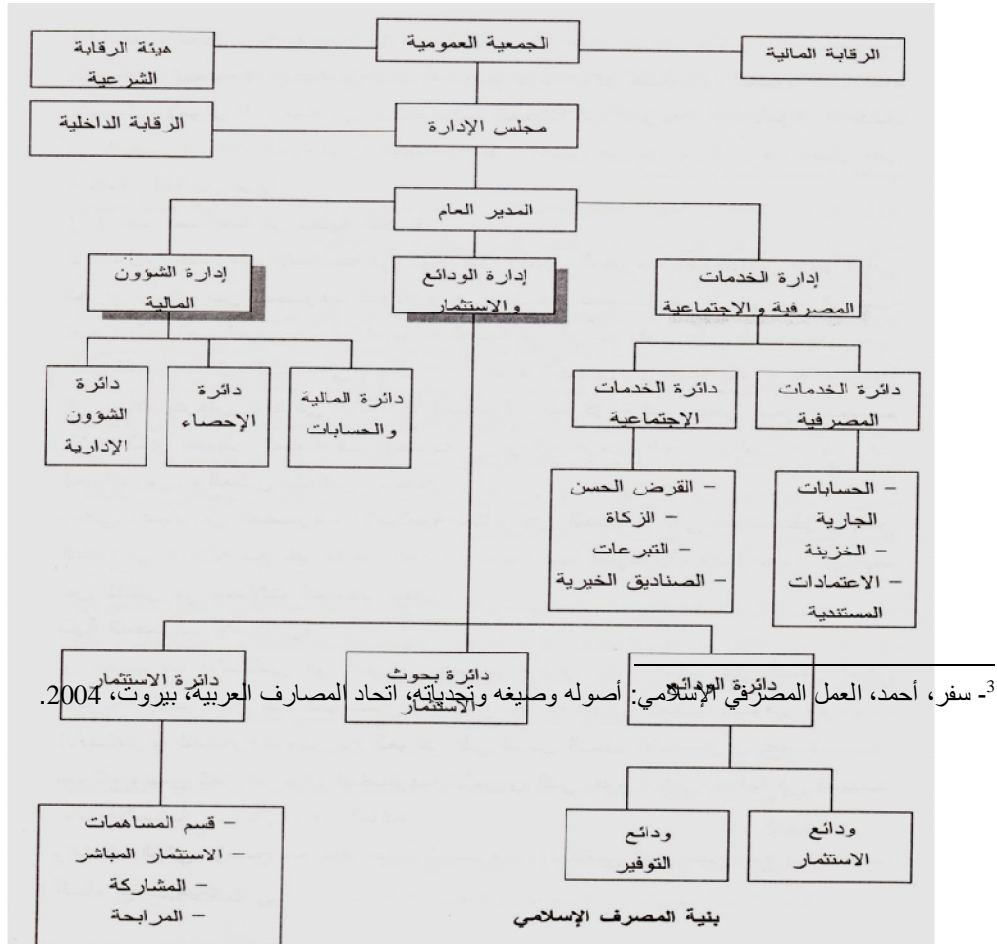 الجمعية العمومية
هيئة الرقابة
الشرعية
الرقابة المالية
مجلس الإدارة
الرقابة الداخلية
المدير العام
إدارة الخدمات
المصرفية والاجتماعية
إدارة الودائع
والاستثمار
إدارة الشؤون
المالية
دائرة الخدمات
المصرفية
دائرة الخدمات
الإجتماعية
دائرة المالية
والحسابات
دائرة
الإحصاء
دائرة
الشؤون
الإدارية
– الحسابات
الجارية
– الخزينة
– الاعتمادات
المستندية
– القرض الحسن
– الزكاة
– التبرعات
– الصناديق الخيرية
دائرة الودائع
دائرة بحوث
الاستثمار
دائرة الاستثمار
3- سفر، أحمد، العمل المصرفي الإسلامي: أصوله وصيغه وتحدياته، اتحاد المصارف العربية، بيروت، 2004.
ودائع
الاستثمار
ودائع
التوفير
– قسم المساهمات
– الاستثمار المباشر
– المشاركة
– المرابحة
بنية المصرف الإسلامي